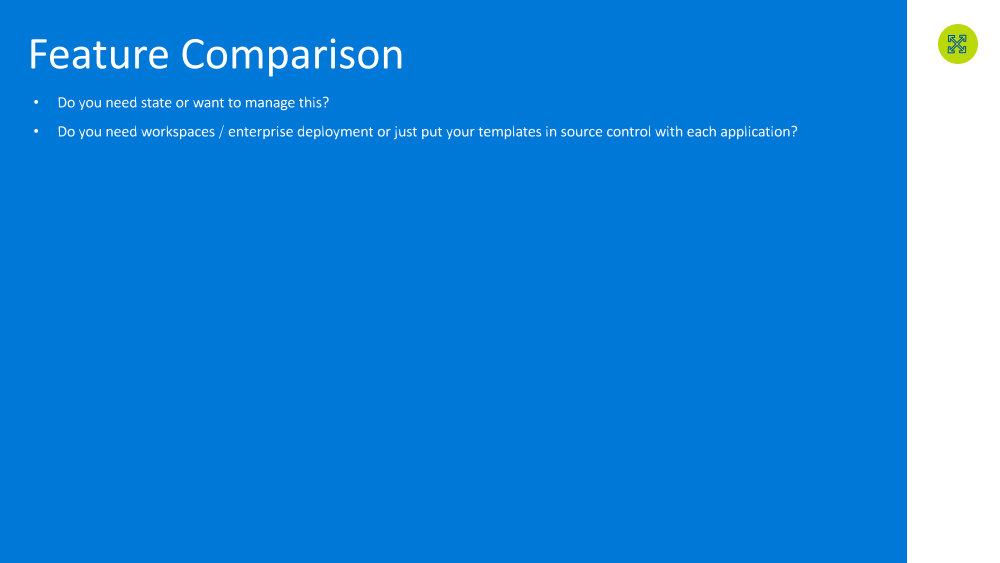 Feature Comparison
• Do you need state or want to manage this?
• Do you need workspaces / enterprise deployment or just put your templates in source control with each application?